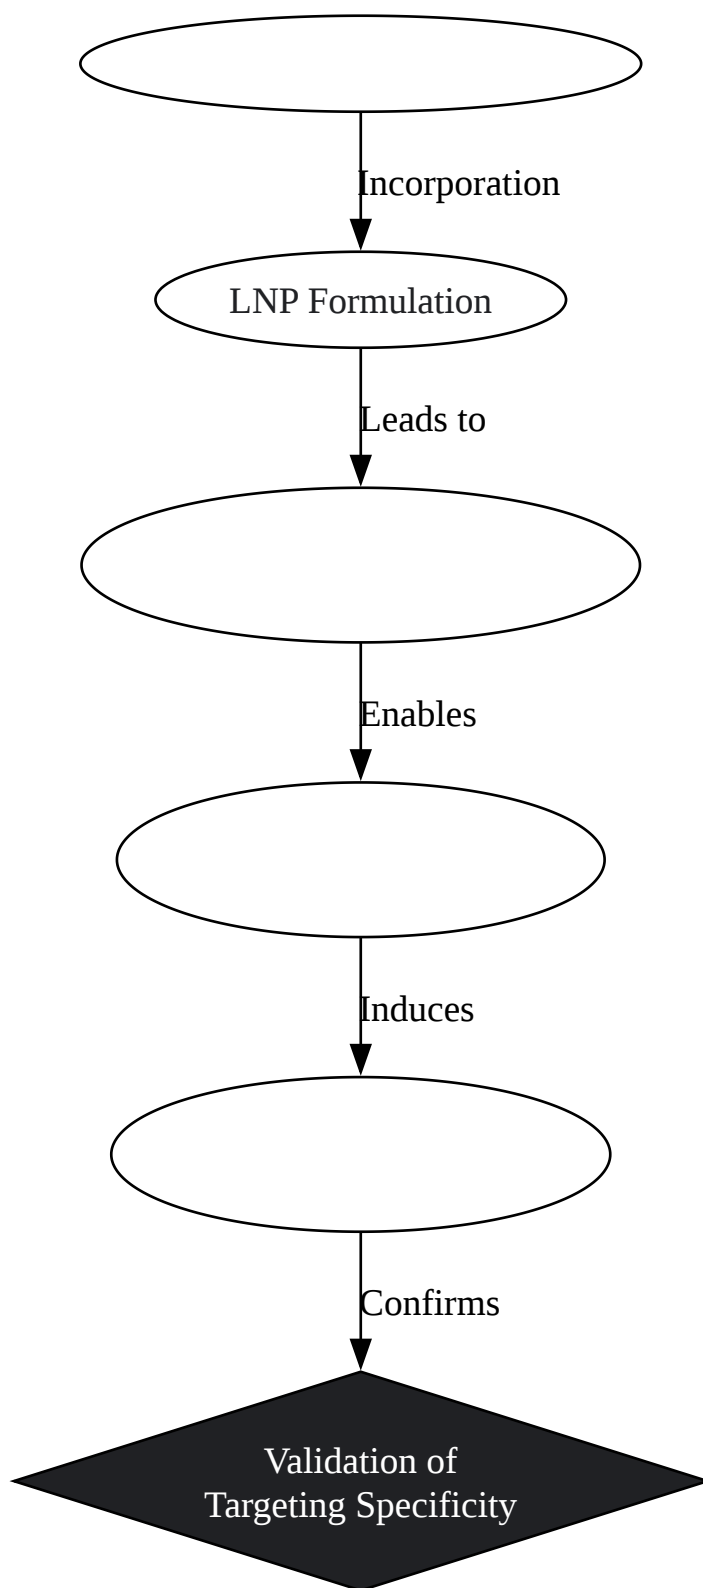 Incorporation
LNP Formulation
Leads to
Enables
Induces
Confirms
Validation of
Targeting Specificity